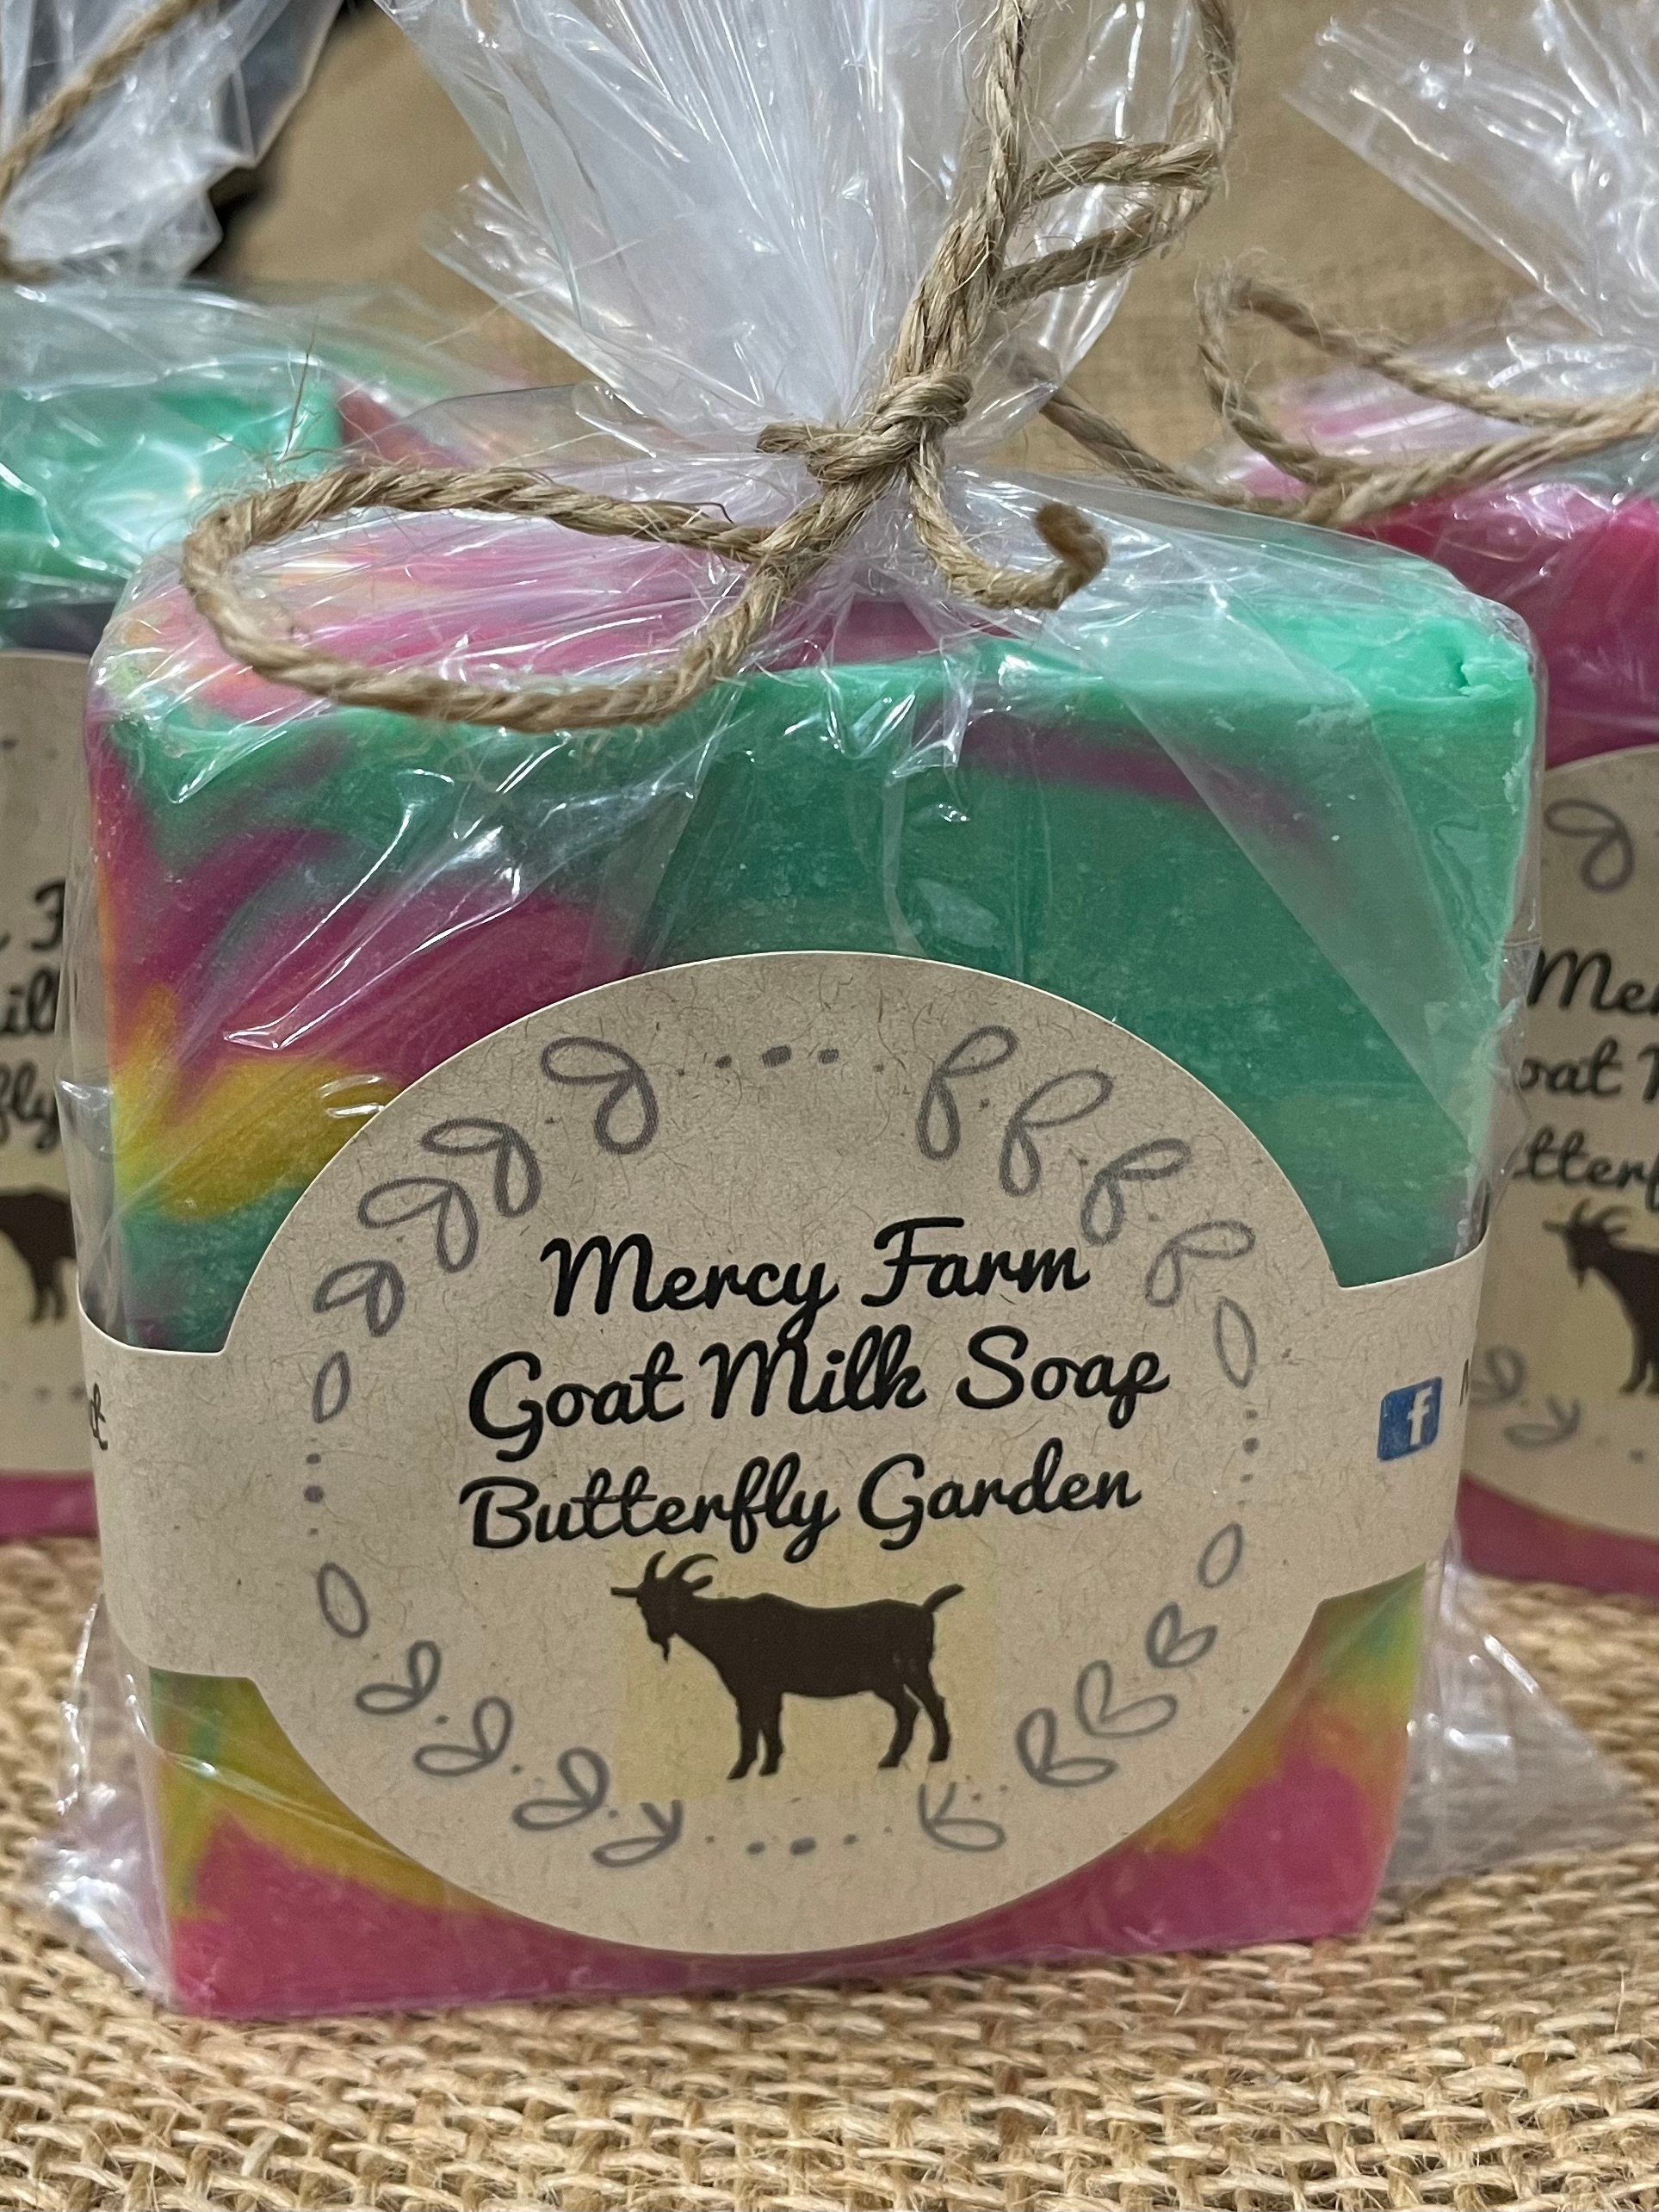 Mercy Farm
Goat Milk Soap
Butterfly Garden
f